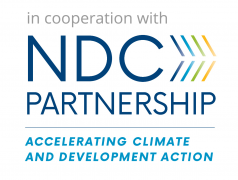 in cooperation with
NDC
PARTNERSHIP
ACCELERATING CLIMATE
AND DEVELOPMENT ACTION